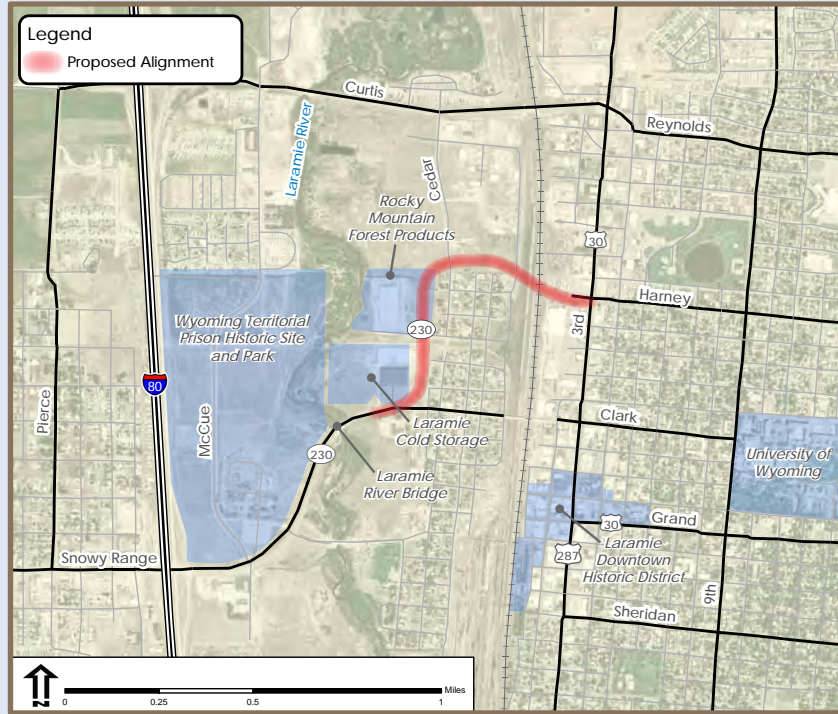 Legend
Proposed Alignment
Curtis
Reynolds
Laramie River
Cedar
Rocky
Mountain
Forest Products
30
Harney
Wyoming Territorial
Prison Historic Site
and Park
230
3rd
80
Pierce
McCue
Clark
Laramie
Cold Storage
230
University of
Wyoming
Laramie
River Bridge
Grand
30
Snowy Range
287
Laramie
Downtown
Historic District
9th
Sheridan
N
Miles
0
0.25
0.5
1